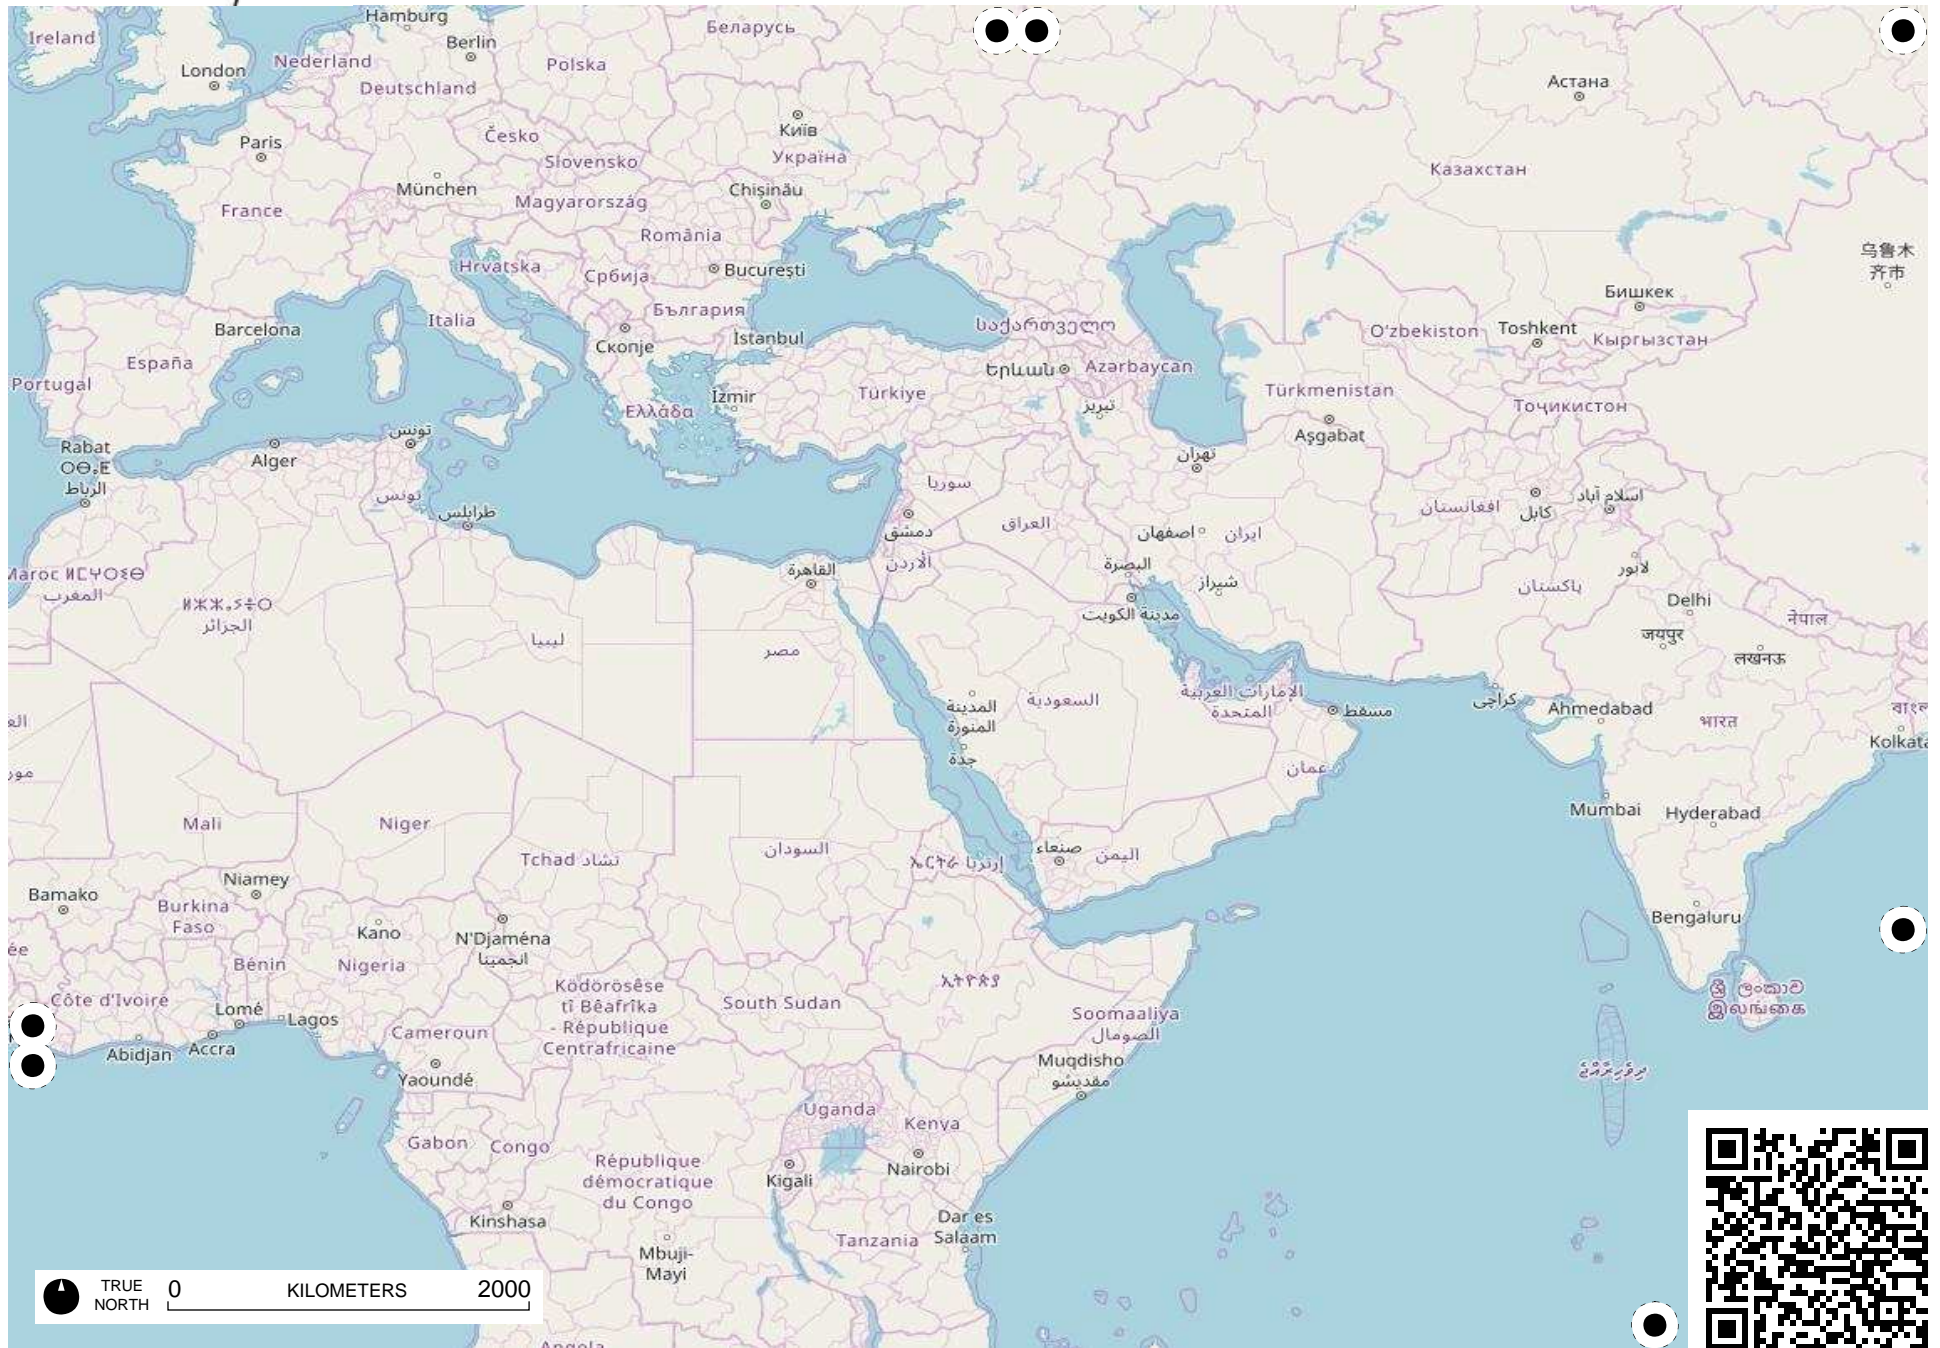 Hamburg
Ireland
Беларусь
Berlin
Nederland
Polska
London
Deutschland
Астана
Paris
Česko
Київ
Україна
Slovensko
Казахстан
München
Chișinău
Magyarország
France
România
乌鲁木
齐市
Hrvatska
Србија
București
Бишкек
България
Italia
Barcelona
საქართველო
O'zbekiston
Toshkent
Кыргызстан
İstanbul
Скопје
España
Երևան
Azərbaycan
Portugal
İzmir
Türkiye
Türkmenistan
تبریز
Тоҷикистон
Ελλάδα
تونس
Aşgabat
Rabat
ⵔⴱⴰⵟ
الرباط
Alger
تهران
سوريا
تونس
اسلام آباد
افغانستان
کابل
طرابلس
العراق
دمشق
اصفهان
ایران
الأردن
القاهرة
البصرة
لاہور
شیراز
پاکستان
المغرب
Delhi
الجزائر
مدينة الكويت
नेपाल
जयपुर
ليبيا
مصر
लखनऊ
الإمارات العربية
المتحدة
السعودية
کراچی
المدينة
المنورة
مسقط
Ahmedabad
भारत
Kolkata
جدة
عمان
Mumbai
Hyderabad
Mali
Niger
Tchad تشاد
السودان
ኤርትራ إرتريا
صنعاء
اليمن
Niamey
Bamako
Burkina
Faso
Bengaluru
Kano
N'Djaména
انجمينا
Bénin
Nigeria
ኢትዮጵያ
Ködörösêse
tî Bêafrîka
- République
Centrafricaine
South Sudan
ශ්‍රී ලංකාව
இலங்கை
Côte d'Ivoire
Lomé
Lagos
Soomaaliya
الصومال
Cameroun
Abidjan
Accra
Muqdisho
مقديشو
Yaoundé
ދިވެހިރާއްޖެ
Uganda
Kenya
Gabon
Congo
République
démocratique
du Congo
Kigali
Nairobi
Kinshasa
Dar es
Salaam
Tanzania
Mbuji-
Mayi
TRUE
NORTH
0
KILOMETERS
2000